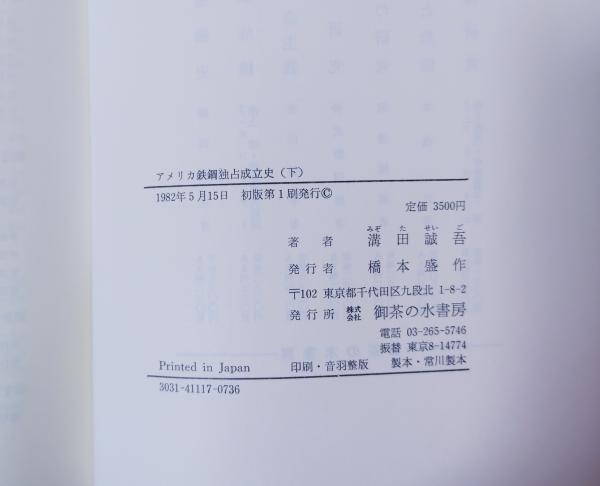 アメリカ鉄鋼独占成立史（下）
1982年5月15日　初版第1刷発行©
定価 3500円
みぞ た せい ご
著者　溝田誠吾
発行者　橋本盛作
〒102 東京都千代田区九段北 1-8-2
発行所　株式会社　御茶の水書房
電話 03-265-5746
振替 東京8-14774
Printed in Japan　印刷・音羽整版　製本・常川製本
3031-41117-0736